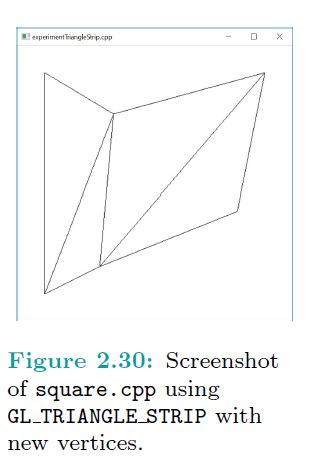 experimentTriangleStrip.cpp
Figure 2.30: Screenshot
of square.cpp using
GL_TRIANGLE_STRIP with
new vertices.